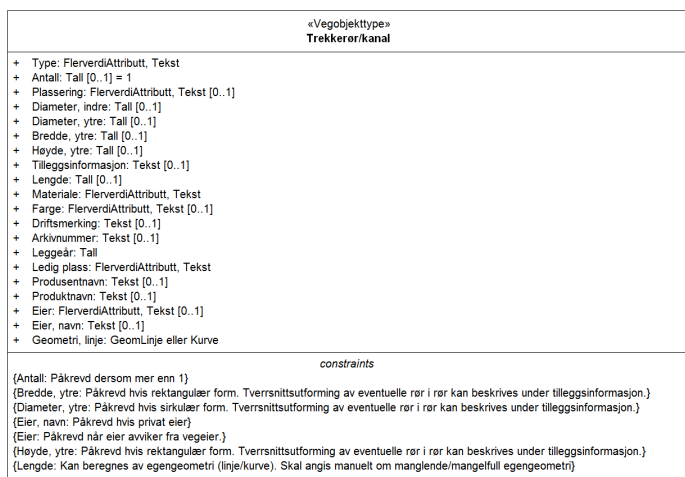 «Vegobjekttype»
Trekkerør/kanal
+ Type: FlerverdiAttributt, Tekst
+ Antall: Tall [0..1] = 1
+ Plassering: FlerverdiAttributt, Tekst [0..1]
+ Diameter, indre: Tall [0..1]
+ Diameter, ytre: Tall [0..1]
+ Bredde, ytre: Tall [0..1]
+ Høyde, ytre: Tall [0..1]
+ Tilleggsinformasjon: Tekst [0..1]
+ Lengde: Tall [0..1]
+ Materiale: FlerverdiAttributt, Tekst
+ Farge: FlerverdiAttributt, Tekst [0..1]
+ Driftsmerking: Tekst [0..1]
+ Arkivnummer: Tekst [0..1]
+ Leggeår: Tall
+ Ledig plass: FlerverdiAttributt, Tekst
+ Produsentnavn: Tekst [0..1]
+ Produktnavn: Tekst [0..1]
+ Eier: FlerverdiAttributt, Tekst [0..1]
+ Eier, navn: Tekst [0..1]
+ Geometri, linje: GeomLinje eller Kurve
constraints
{Antall: Påkrevd dersom mer enn 1}
{Bredde, ytre: Påkrevd hvis rektangulær form. Tverrsnittsutforming av eventuelle rør i rør kan beskrives under tilleggsinformasjon.}
{Diameter, ytre: Påkrevd hvis sirkulær form. Tverrsnittsutforming av eventuelle rør i rør kan beskrives under tilleggsinformasjon.}
{Eier, navn: Påkrevd hvis privat eier}
{Eier: Påkrevd når eier avviker fra vegeier.}
{Høyde, ytre: Påkrevd hvis rektangulær form. Tverrsnittsutforming av eventuelle rør i rør kan beskrives under tilleggsinformasjon.}
{Lengde: Kan beregnes av egengeometri (linje/kurve). Skal angis manuelt om manglende/mangelfull egengeometri}